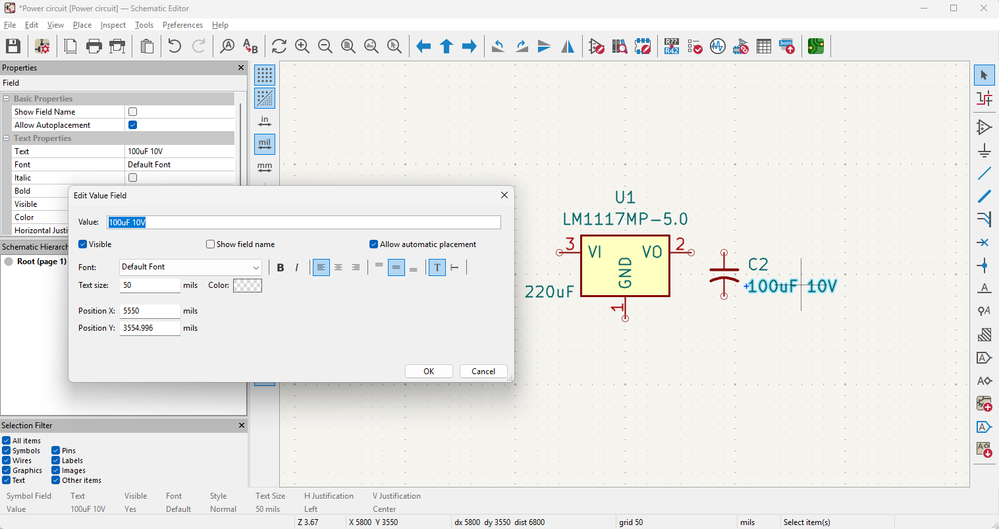 *Power circuit [Power circuit] — Schematic Editor
File Edit View Place Inspect Tools Preferences Help
A
A B
R??
R42
.bom
Properties
Field
Basic Properties
Show Field Name
Allow Autoplacement
Text Properties
Text 100uF 10V
Font Default Font
Italic
Bold
Visible
Color
Horizontal Justi
Schematic Hierarch
Root (page 1)
in
mil
mm
Edit Value Field
Value: 100uF 10V
Visible Show field name Allow automatic placement
Font: Default Font B I T T
Text size: 50 mils Color:
Position X: 5550 mils
Position Y: 3554.996 mils
OK Cancel
U1
LM1117MP-5.0
3 VI VO 2
GND
1
220uF
C2
100uF 10V
A
A
A
A
A
A
Selection Filter
All items
Symbols Pins
Wires Labels
Graphics Images
Text Other items
Symbol Field Text Visible Font Style Text Size H Justification V Justification
Value 100uF 10V Yes Default Normal 50 mils Left Center
Z 3.67 X 5800 Y 3550 dx 5800 dy 3550 dist 6800 grid 50 mils Select item(s)